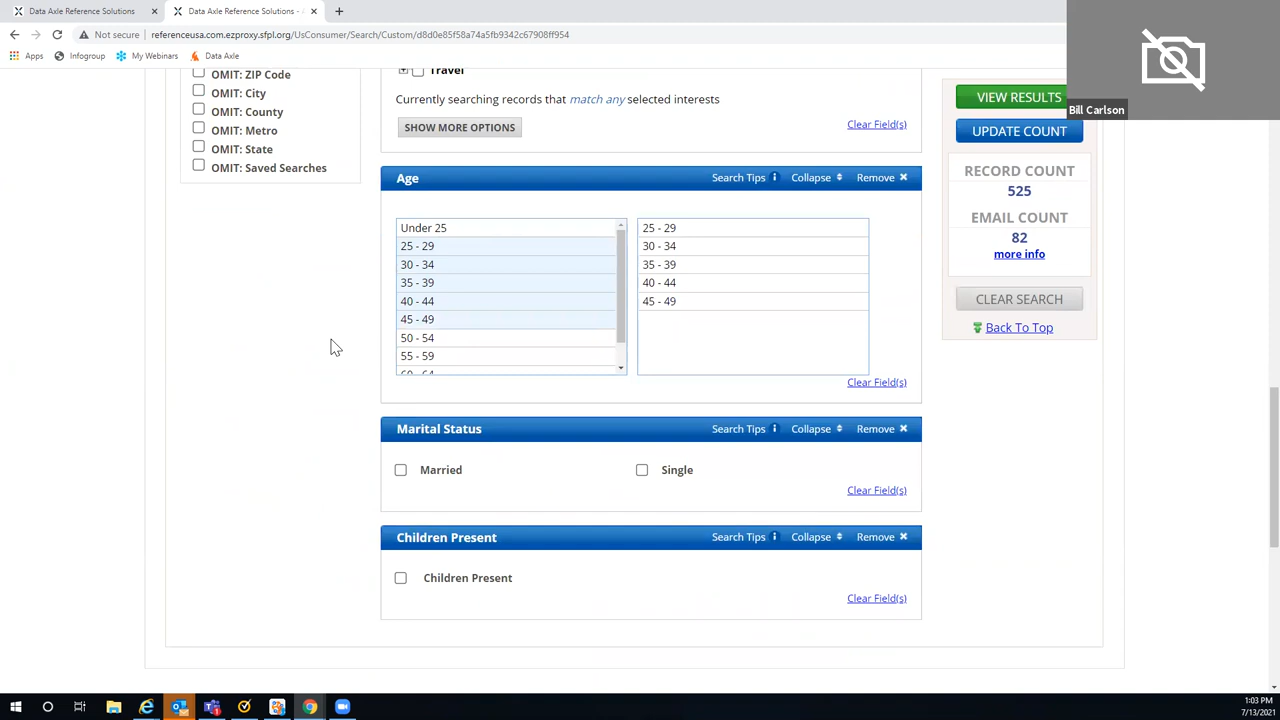 Data Axle Reference Solutions
Data Axle Reference Solutions -
Not secure
referenceusa.com.ezproxy.sfpl.org/UsConsumer/Search/Custom/d8d0e85f58a74a5fb9342c67908ff954
Apps
Infogroup
My Webinars
Data Axle
OMIT: ZIP Code
OMIT: City
OMIT: County
OMIT: Metro
OMIT: State
OMIT: Saved Searches
Travel
Currently searching records that match any selected interests
SHOW MORE OPTIONS
Clear Field(s)
Age
Search Tips
Collapse
Remove
Under 25
25 - 29
30 - 34
35 - 39
40 - 44
45 - 49
50 - 54
55 - 59
60 - 64
25 - 29
30 - 34
35 - 39
40 - 44
45 - 49
Clear Field(s)
Marital Status
Search Tips
Collapse
Remove
Married
Single
Clear Field(s)
Children Present
Search Tips
Collapse
Remove
Children Present
Clear Field(s)
VIEW RESULTS
Bill Carlson
UPDATE COUNT
RECORD COUNT
525
EMAIL COUNT
82
more info
CLEAR SEARCH
Back To Top
1:03 PM
7/13/2021